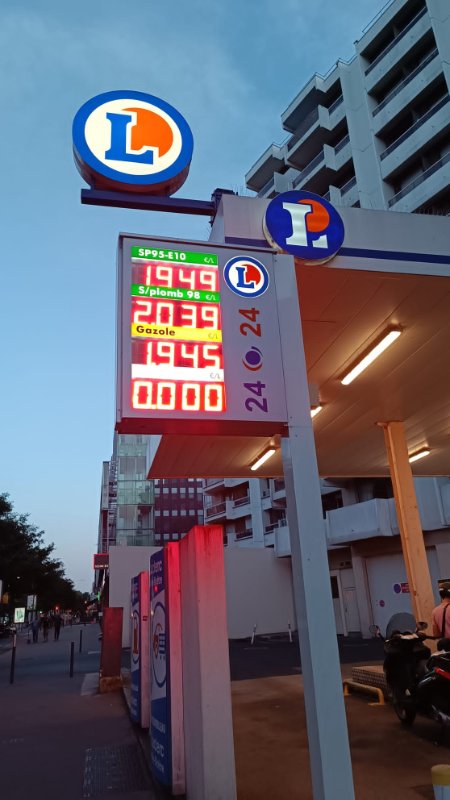 L
L
SP95-E10 €/L
1949
L
S/plomb 98 €/L
2039
Gazole €/L
1945
€/L
0000
24 24